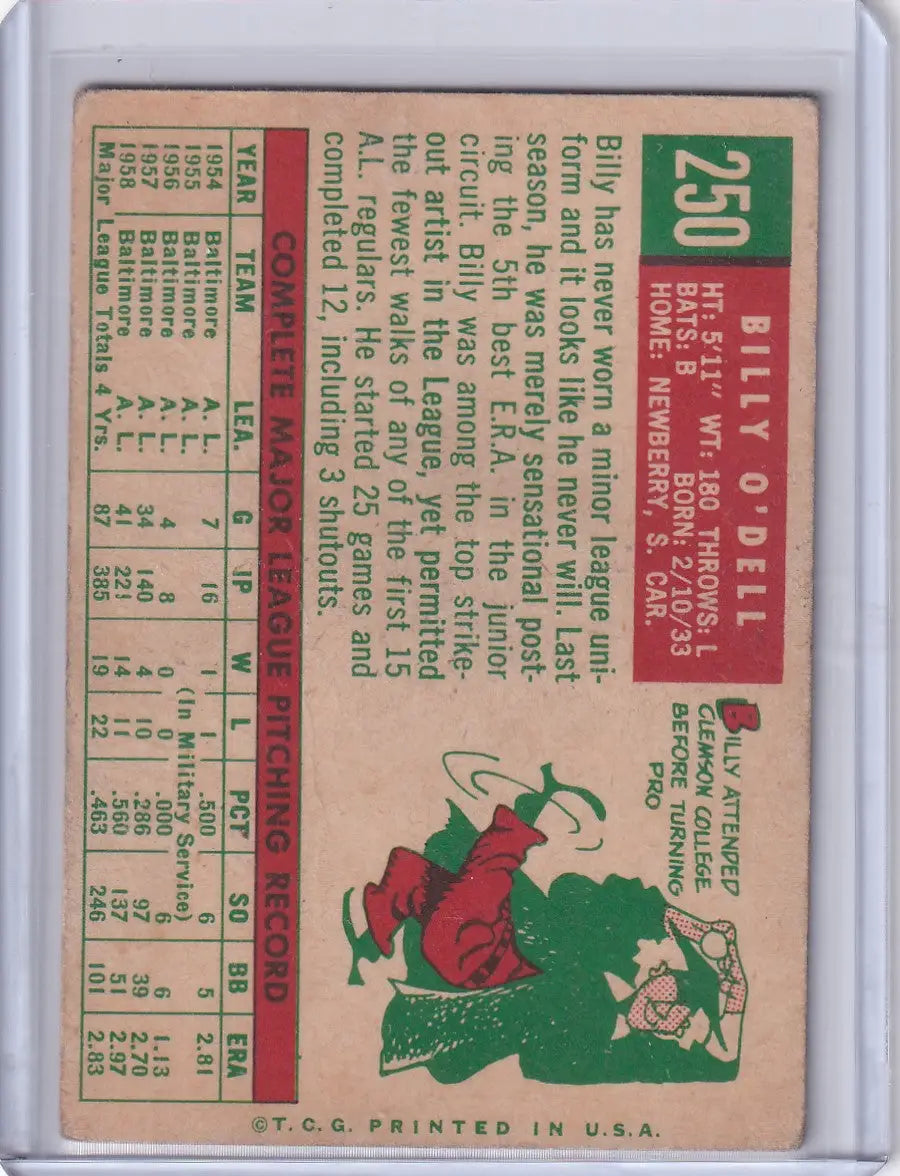 250
BILLY O'DELL
HT: 5'11" WT: 180 THROWS: L
BATS: B BORN: 2/10/33
HOME: NEWBERRY, S. CAR.
Billy has never worn a minor league uni-
form and it looks like he never will. Last
season, he was merely sensational post-
ing the 5th best E.R.A. in the junior
circuit. Billy was among the top strike-
out artist in the League, yet permitted
the fewest walks of any of the first 15
A.L. regulars. He started 25 games and
completed 12, including 3 shutouts.
BILLY ATTENDED
CLEMSON COLLEGE
BEFORE TURNING
PRO
COMPLETE MAJOR LEAGUE PITCHING RECORD
YEAR TEAM LEA. G IP W L PCT SO BB ERA
1954 Baltimore A. L. 7 16 1 1 .500 6 5 2.81
1955 Baltimore (In Military Service)
1956 Baltimore A. L. 4 8 0 0 .000 6 6 1.13
1957 Baltimore A. L. 34 140 4 10 .286 97 39 2.70
1958 Baltimore A. L. 41 221 14 11 .560 137 51 2.97
Major League Totals 4 Yrs. 87 385 19 22 .463 246 101 2.83
©T. C. G. PRINTED IN U.S.A.